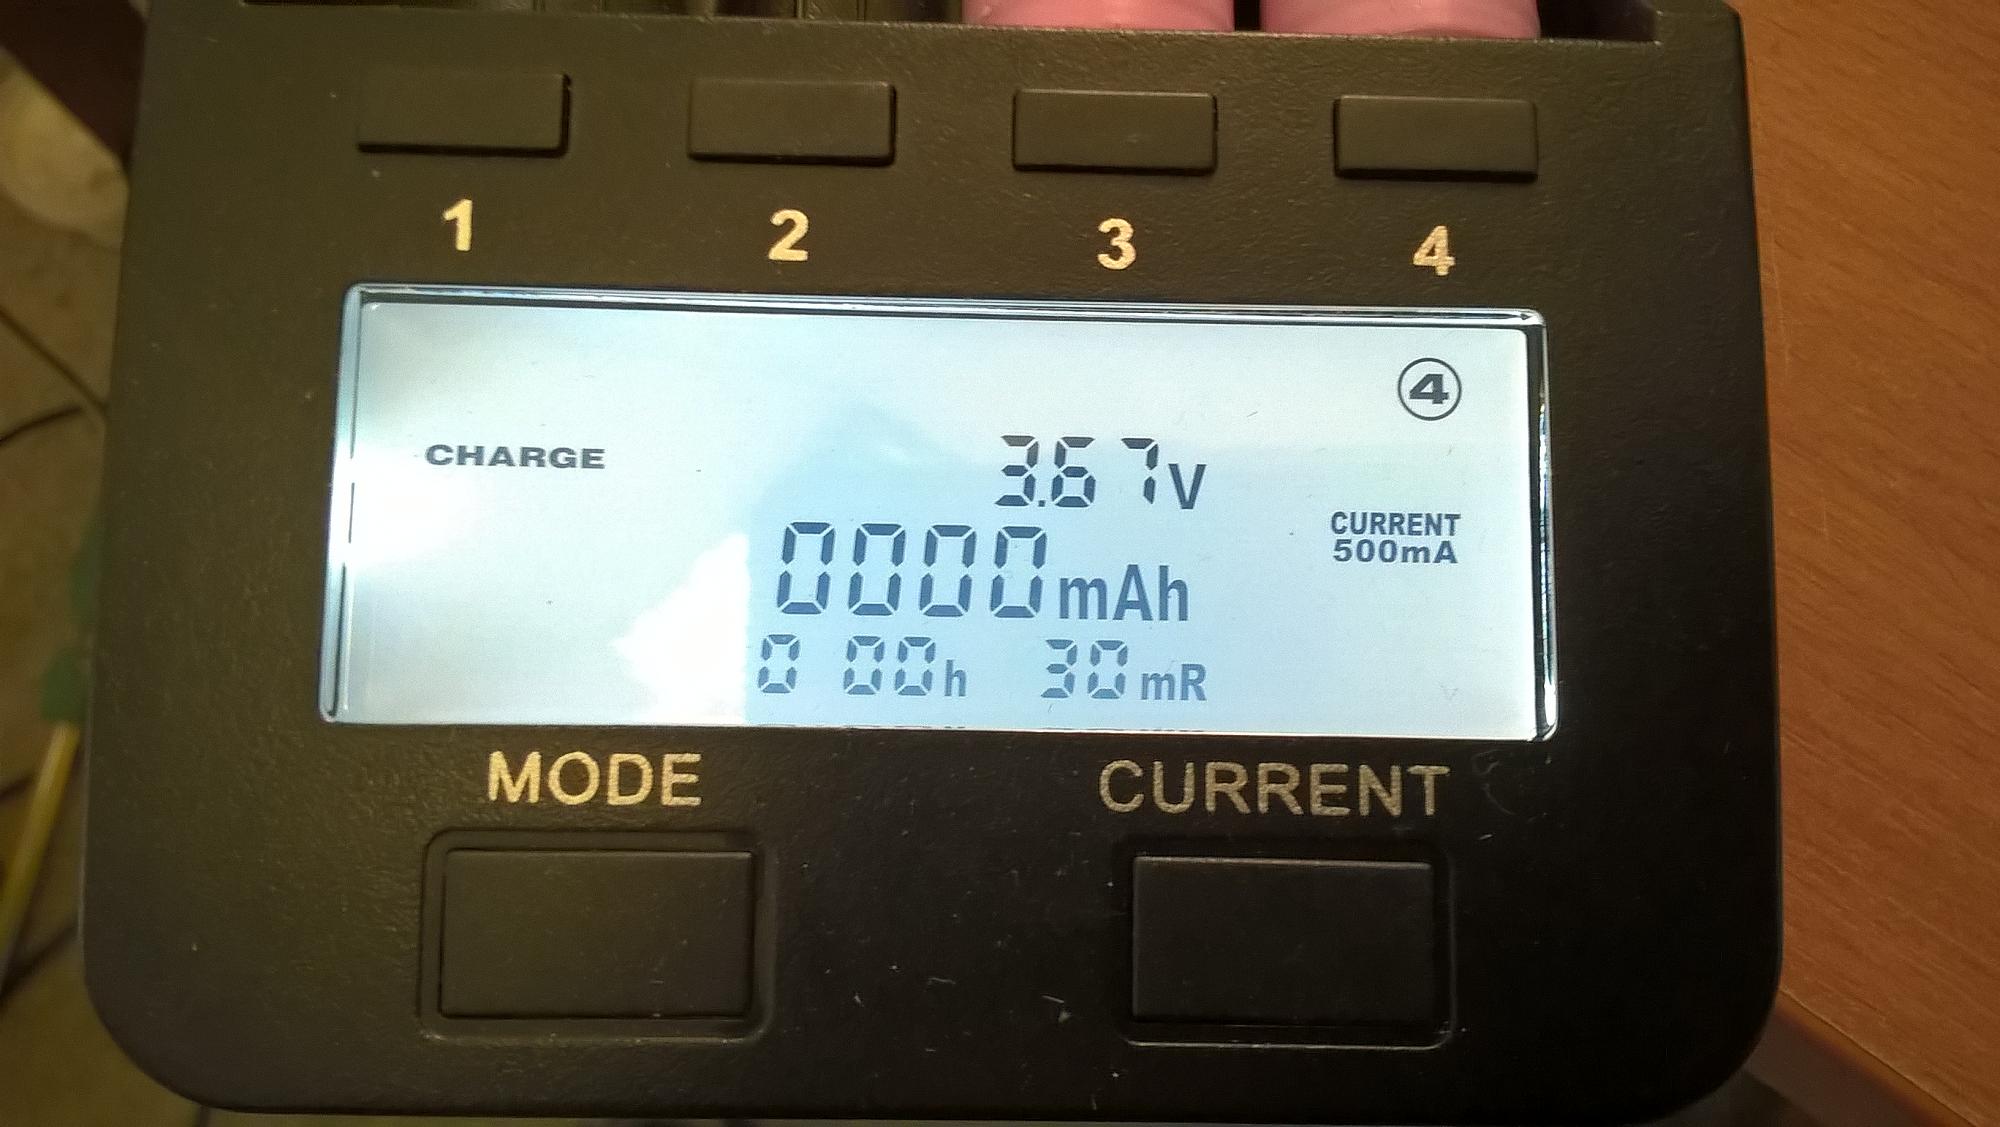 1 2 3 4
4
CHARGE
3.67V
CURRENT
500mA
0000mAh
0 00h 30mR
MODE CURRENT